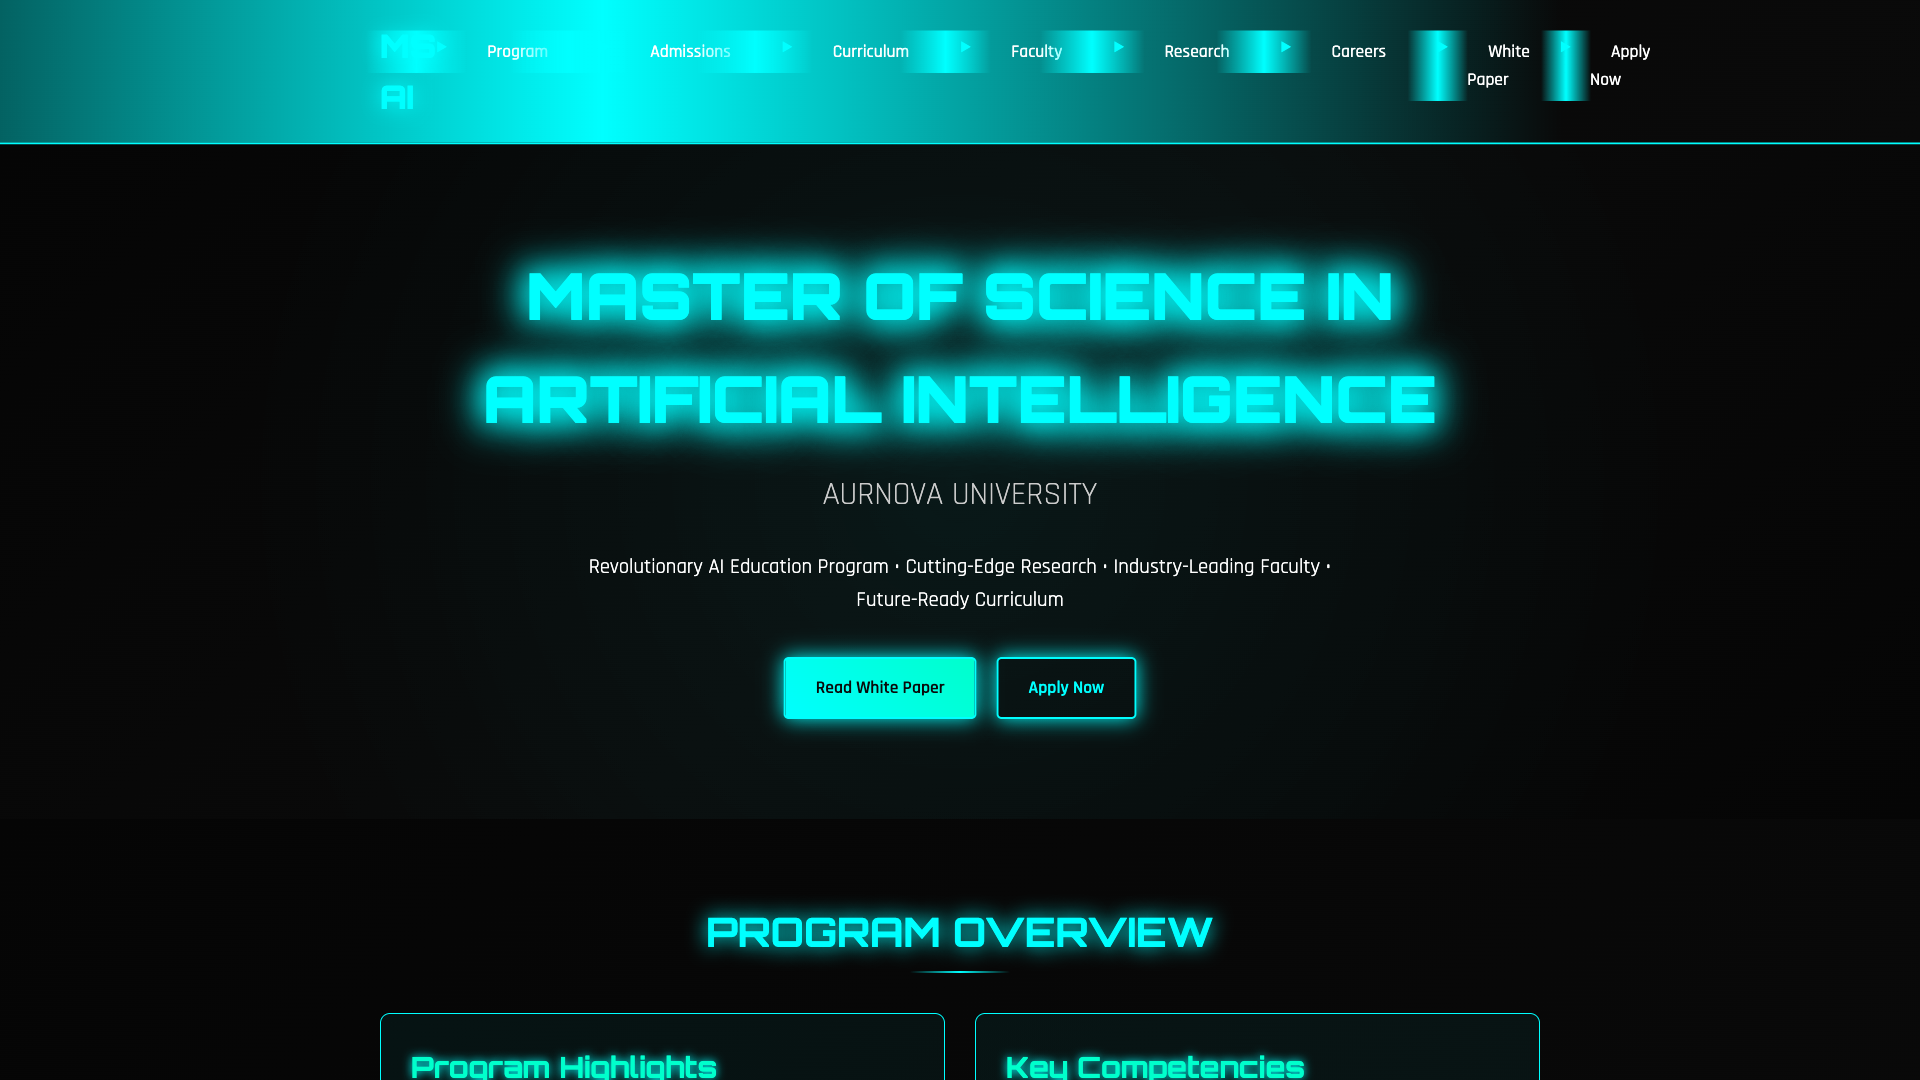 MS
AI
Program
Admissions
Curriculum
Faculty
Research
Careers
White
Paper
Apply
Now
MASTER OF SCIENCE IN
ARTIFICIAL INTELLIGENCE
AURNOVA UNIVERSITY
Revolutionary AI Education Program • Cutting-Edge Research • Industry-Leading Faculty •
Future-Ready Curriculum
Read White Paper
Apply Now
PROGRAM OVERVIEW
Program Highlights
Key Competencies